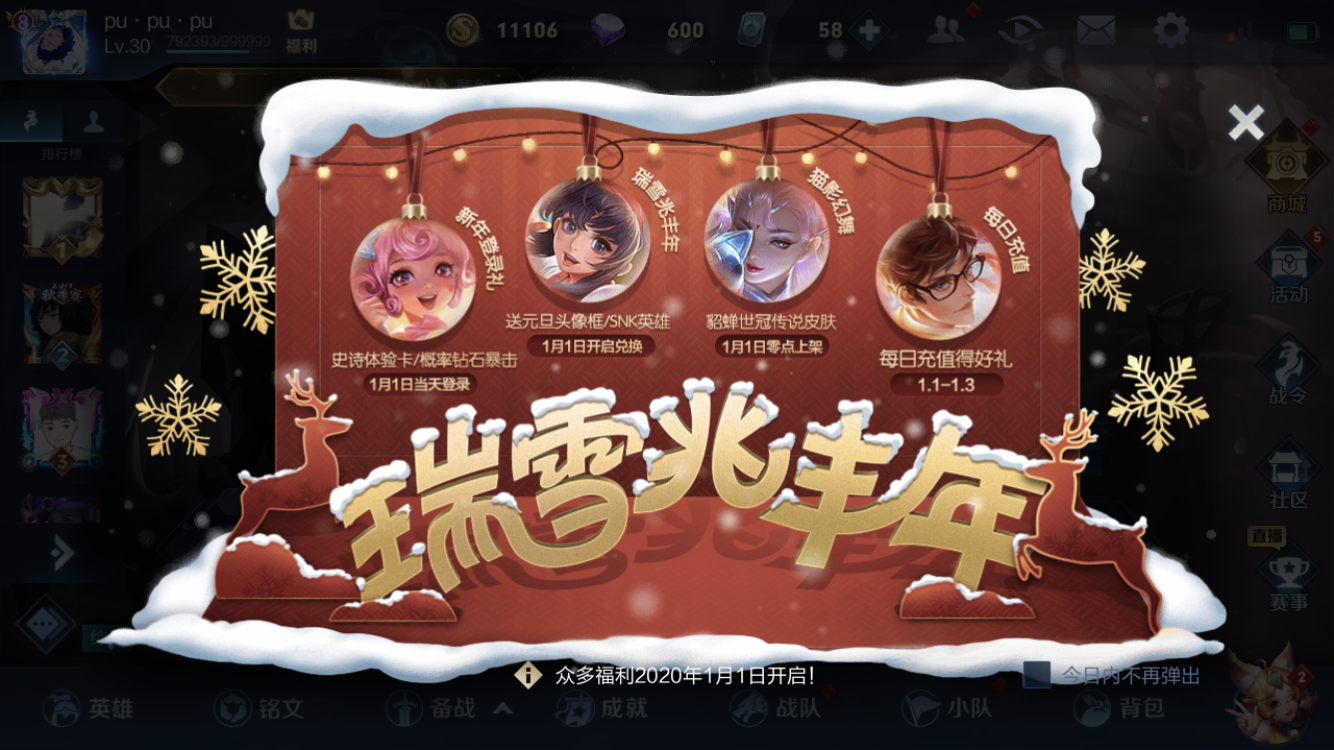 8
pu · pu · pu
Lv.30
792393/999999
福利
11106
600
58
排行榜
1
2
3
新年登录礼
瑞雪兆丰年
猫影幻舞
每日充值
史诗体验卡/概率钻石暴击
1月1日当天登录
送元旦头像框/SNK英雄
1月1日开启兑换
貂蝉世冠传说皮肤
1月1日零点上架
每日充值得好礼
1.1-1.3
瑞雪兆丰年
众多福利2020年1月1日开启!
今日内不再弹出
商城
5
活动
战令
社区
直播
赛事
2
英雄
铭文
备战
成就
战队
小队
背包